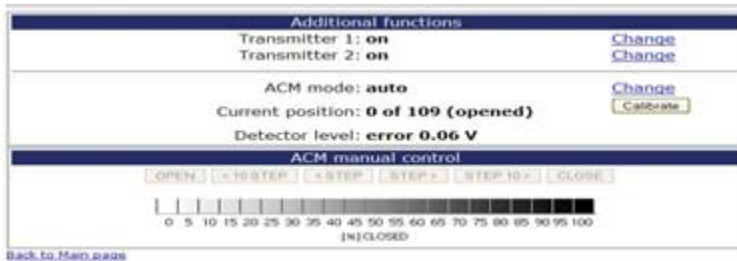 Additional functions
Transmitter 1: on Change
Transmitter 2: on Change
ACM mode: auto Change
Current position: 0 of 109 (opened) Calibrate
Detector level: error 0.06 V
ACM manual control
OPEN < 10 STEP < STEP STEP > STEP 10 > CLOSE
0 5 10 15 20 25 30 35 40 45 50 55 60 65 70 75 80 85 90 95 100
[%] CLOSED
Back to Main page